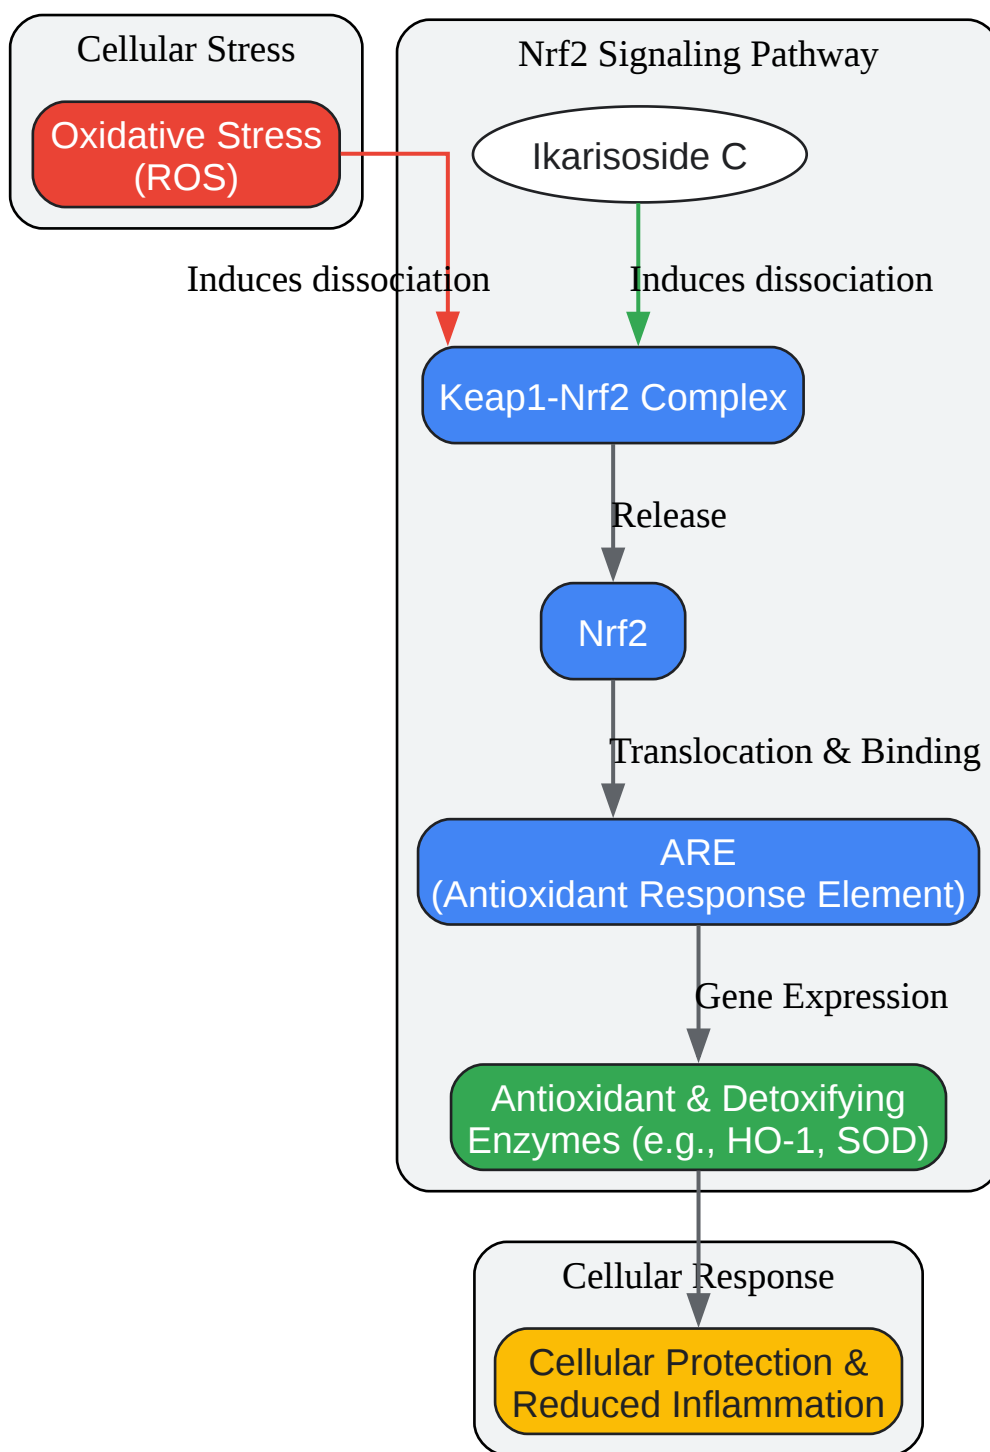 Cellular Stress
Oxidative Stress
(ROS)
Nrf2 Signaling Pathway
Ikarisoside C
Induces dissociation
Induces dissociation
Keap1-Nrf2 Complex
Release
Nrf2
Translocation & Binding
ARE
(Antioxidant Response Element)
Gene Expression
Antioxidant & Detoxifying
Enzymes (e.g., HO-1, SOD)
Cellular Response
Cellular Protection &
Reduced Inflammation